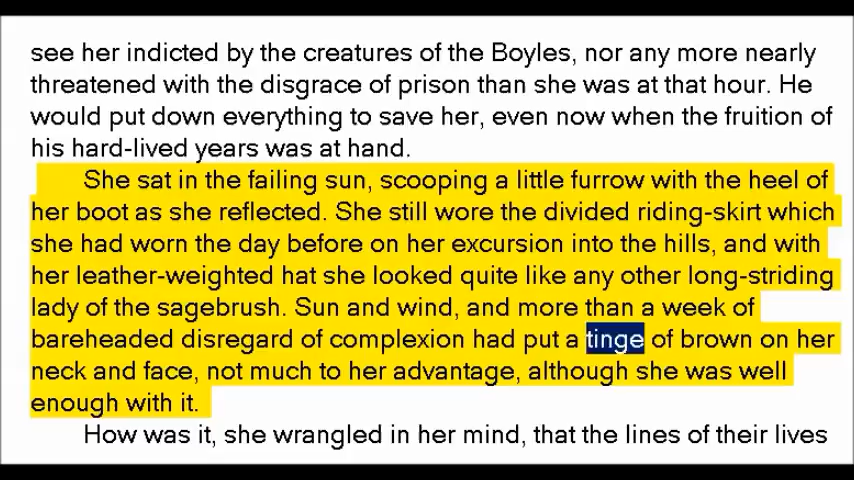 see her indicted by the creatures of the Boyles, nor any more nearly
threatened with the disgrace of prison than she was at that hour. He
would put down everything to save her, even now when the fruition of
his hard-lived years was at hand.
She sat in the failing sun, scooping a little furrow with the heel of
her boot as she reflected. She still wore the divided riding-skirt which
she had worn the day before on her excursion into the hills, and with
her leather-weighted hat she looked quite like any other long-striding
lady of the sagebrush. Sun and wind, and more than a week of
bareheaded disregard of complexion had put a tinge of brown on her
neck and face, not much to her advantage, although she was well
enough with it.
How was it, she wrangled in her mind, that the lines of their lives